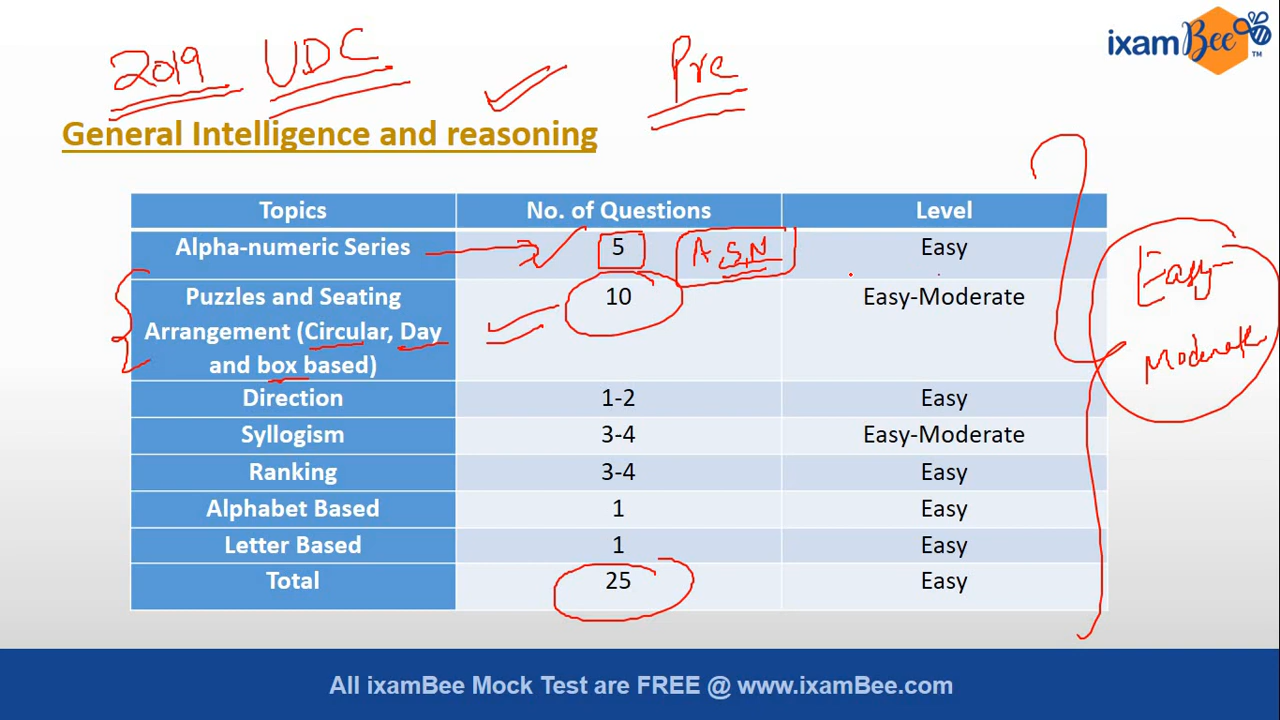 ixamBee
TM
2019 UDC Pre
General Intelligence and reasoning
Topics No. of Questions Level
Alpha-numeric Series 5 A, S, N Easy
Puzzles and Seating Arrangement (Circular, Day and box based) 10 Easy-Moderate
Easy-
Moderate
Direction 1-2 Easy
Syllogism 3-4 Easy-Moderate
Ranking 3-4 Easy
Alphabet Based 1 Easy
Letter Based 1 Easy
Total 25 Easy
All ixamBee Mock Test are FREE @ www.ixamBee.com